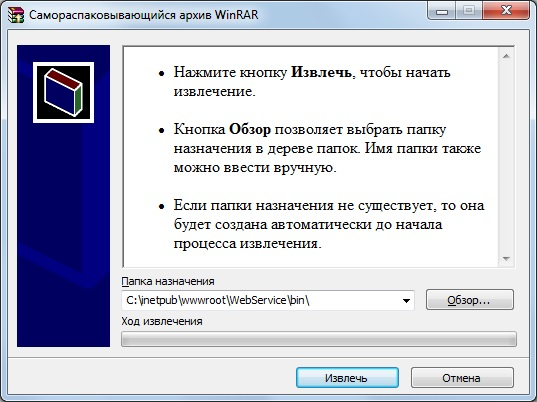 Самораспаковывающийся архив WinRAR
• Нажмите кнопку Извлечь, чтобы начать
извлечение.
• Кнопка Обзор позволяет выбрать папку
назначения в дереве папок. Имя папки также
можно ввести вручную.
• Если папки назначения не существует, то она
будет создана автоматически до начала
процесса извлечения.
Папка назначения
C:\inetpub\wwwroot\WebService\bin\
Обзор...
Ход извлечения
Извлечь
Отмена